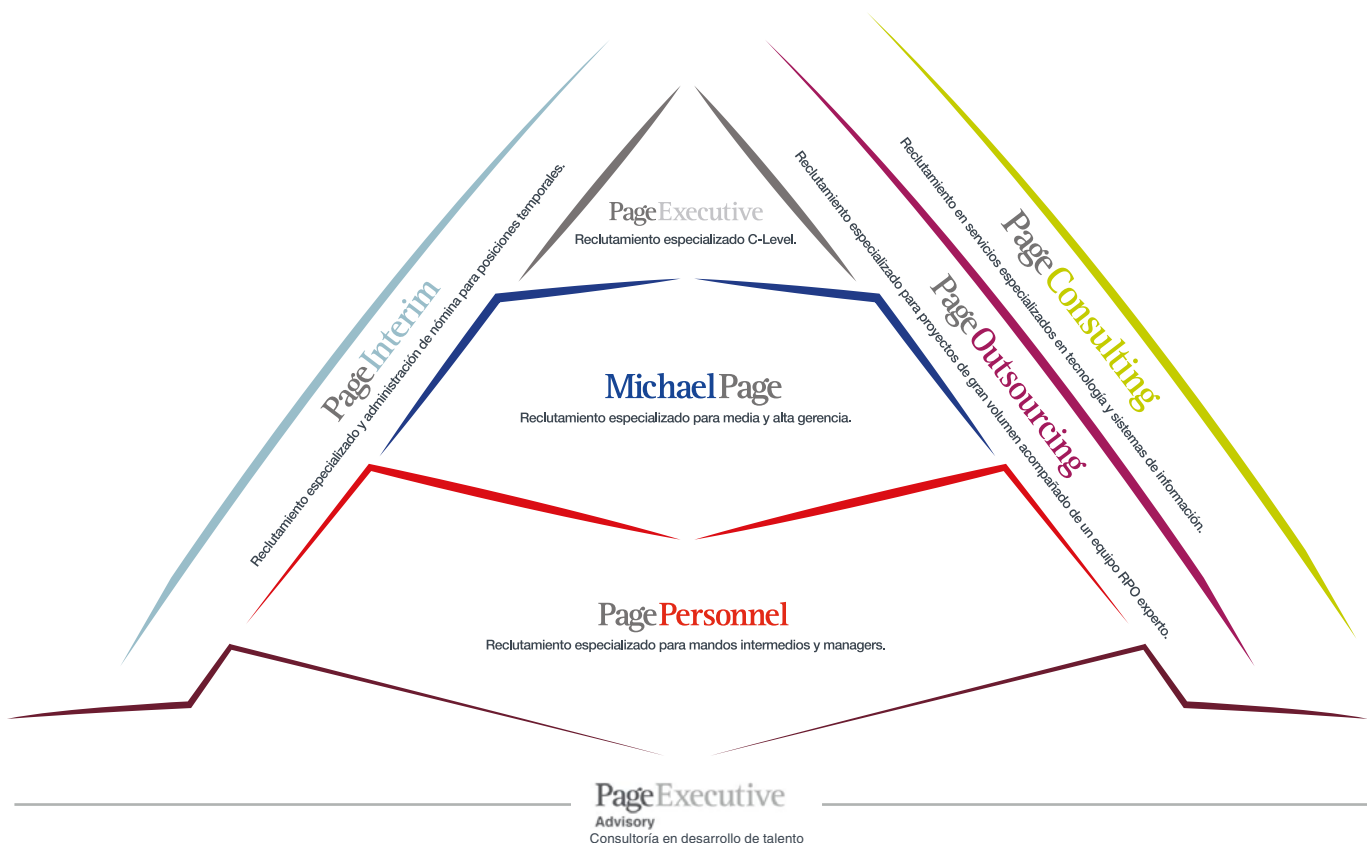 PageExecutive
Reclutamiento especializado C-Level.
MichaelPage
Reclutamiento especializado para media y alta gerencia.
PagePersonnel
Reclutamiento especializado para mandos intermedios y managers.
PageInterim
Reclutamiento especializado y administración de nómina para posiciones temporales.
PageOutsourcing
Reclutamiento especializado para proyectos de gran volumen acompañado de un equipo RPO experto.
PageConsulting
Reclutamiento en servicios especializados en tecnología y sistemas de información.
PageExecutive
Advisory
Consultoría en desarrollo de talento